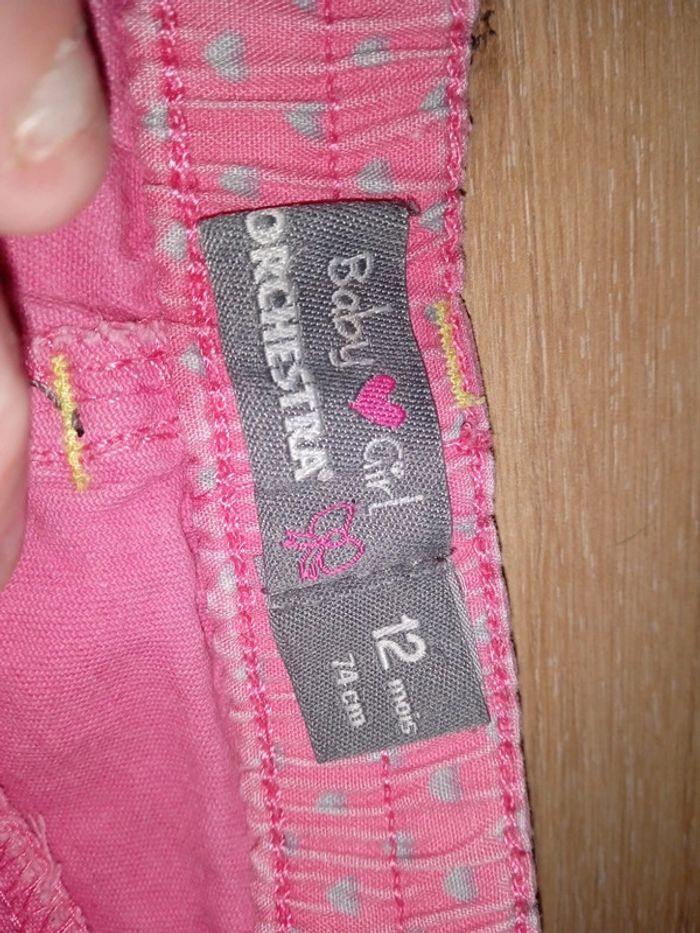 Baby Girl
ORCHESTRA
12 mois
74 cm